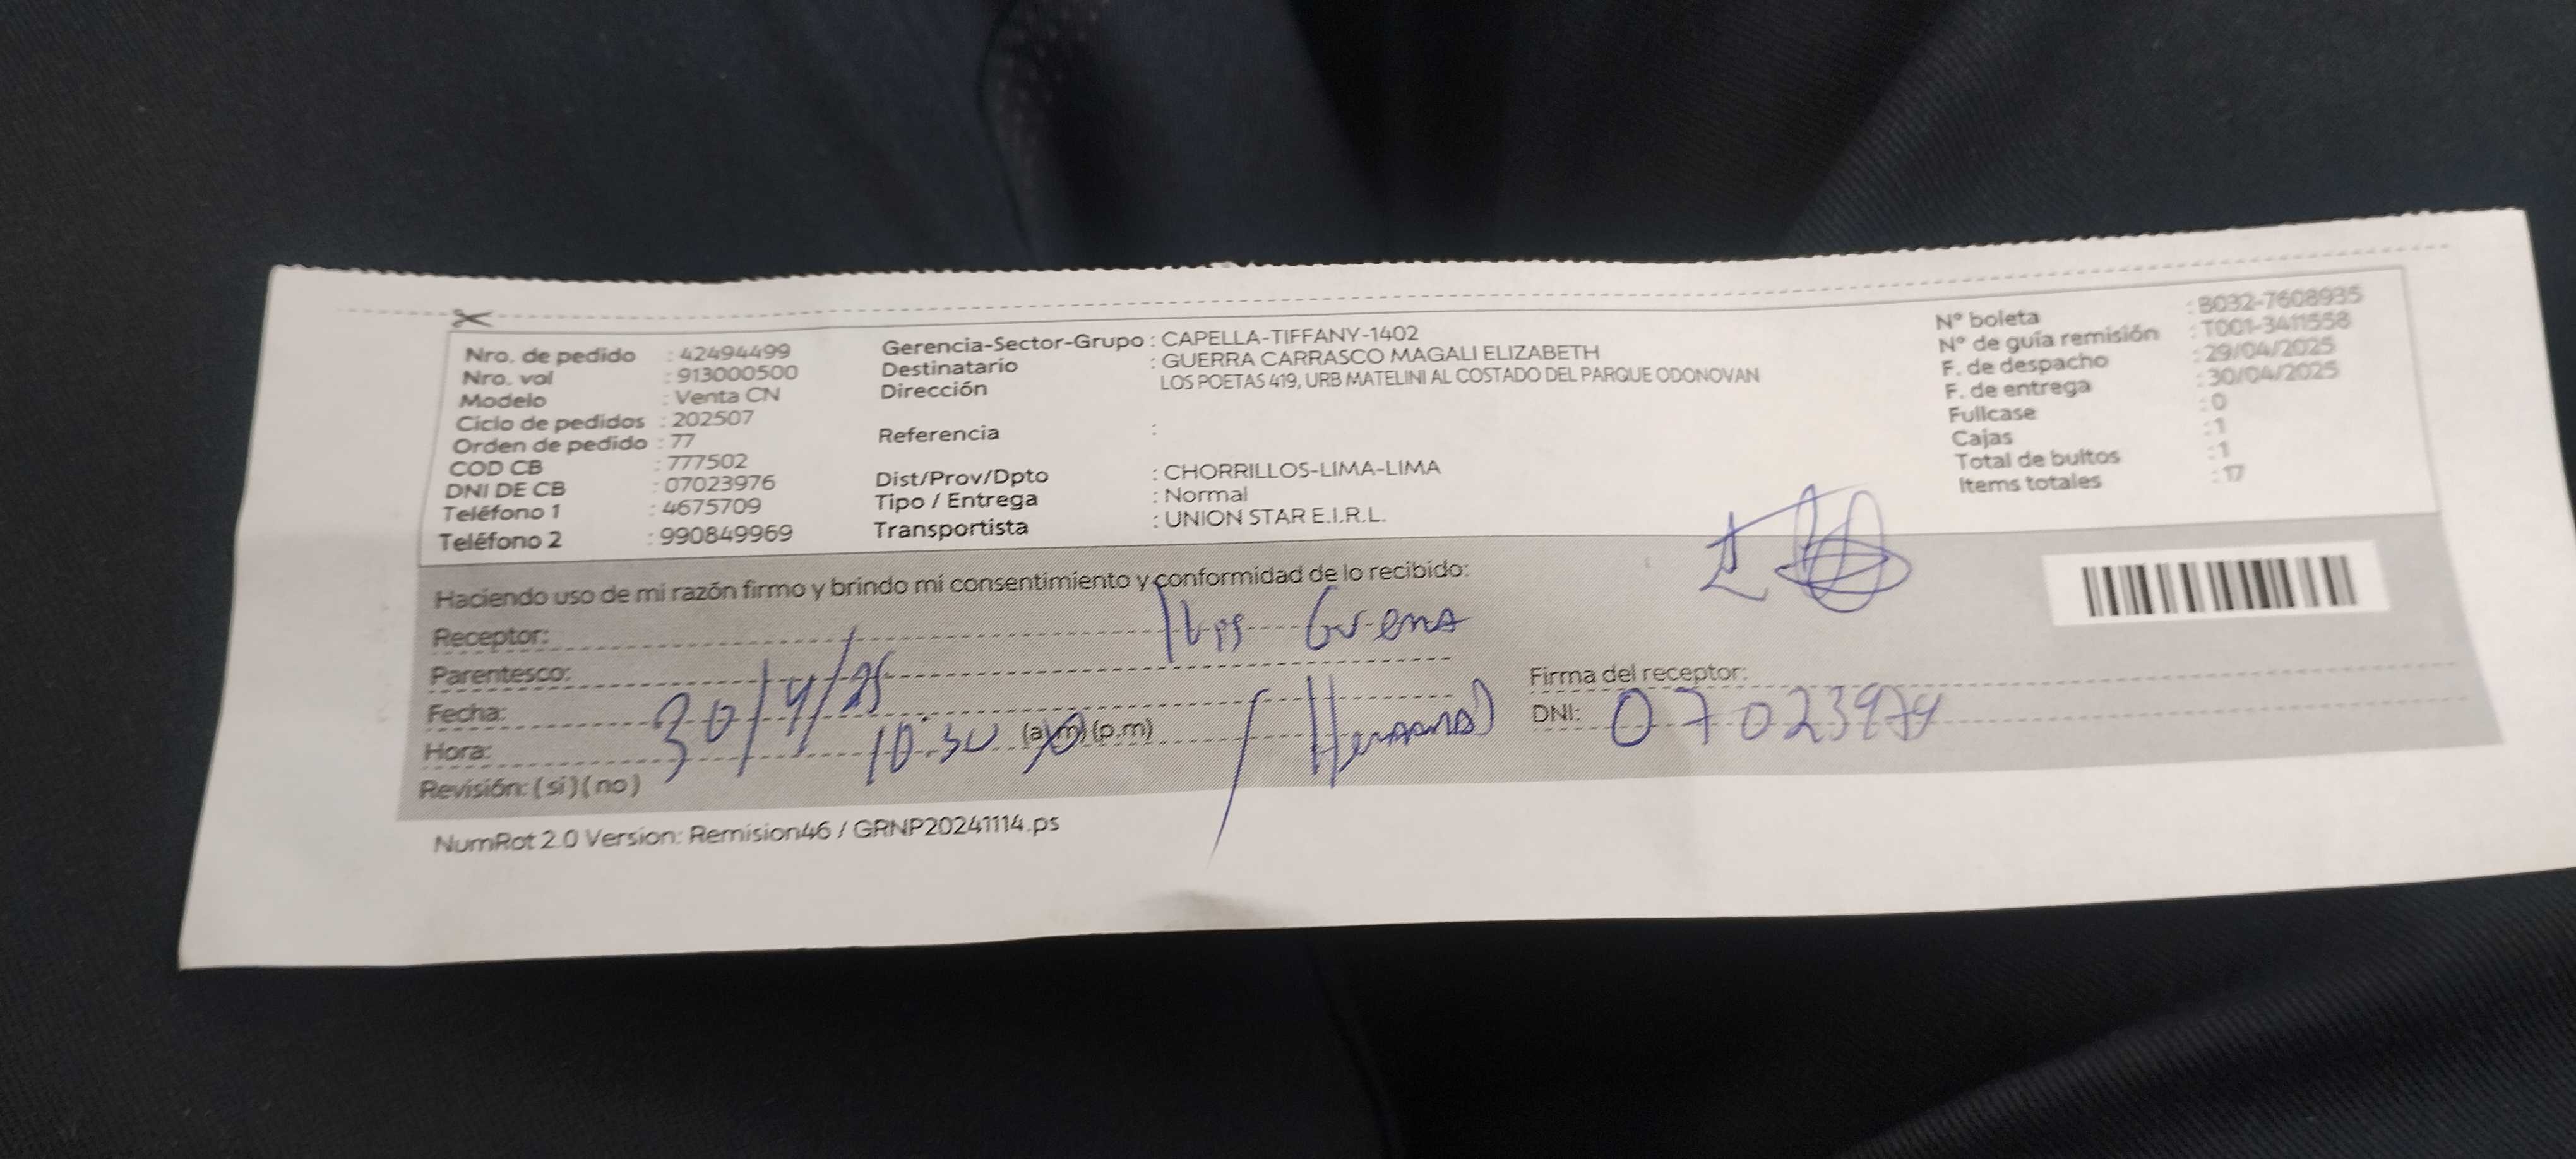 Nro. de pedido : 42494499
Nro. vol : 913000500
Modelo : Venta CN
Ciclo de pedidos : 202507
Orden de pedido : 77
COD CB : 777502
DNI DE CB : 07023976
Teléfono 1 : 4675709
Teléfono 2 : 990849969
Gerencia-Sector-Grupo : CAPELLA-TIFFANY-1402
Destinatario : GUERRA CARRASCO MAGALI ELIZABETH
Dirección LOS POETAS 419, URB MATELINI AL COSTADO DEL PARQUE ODONOVAN
Referencia :
Dist/Prov/Dpto : CHORRILLOS-LIMA-LIMA
Tipo / Entrega : Normal
Transportista : UNION STAR E.I.R.L.
Nº boleta : B032-7608935
Nº de guía remisión : T001-3411558
F. de despacho : 29/04/2025
F. de entrega : 30/04/2025
Fullcase : 0
Cajas : 1
Total de bultos : 1
Items totales : 17
Haciendo uso de mi razón firmo y brindo mi consentimiento y conformidad de lo recibido:
Receptor:
Parentesco:
Fecha: 30/4/25
Hora: 10:30 (a.m) (p.m)
Revisión: ( si ) ( no )
Firma del receptor:
DNI: 07023974
NumRot 2.0 Version: Remision46 / GRNP20241114.ps